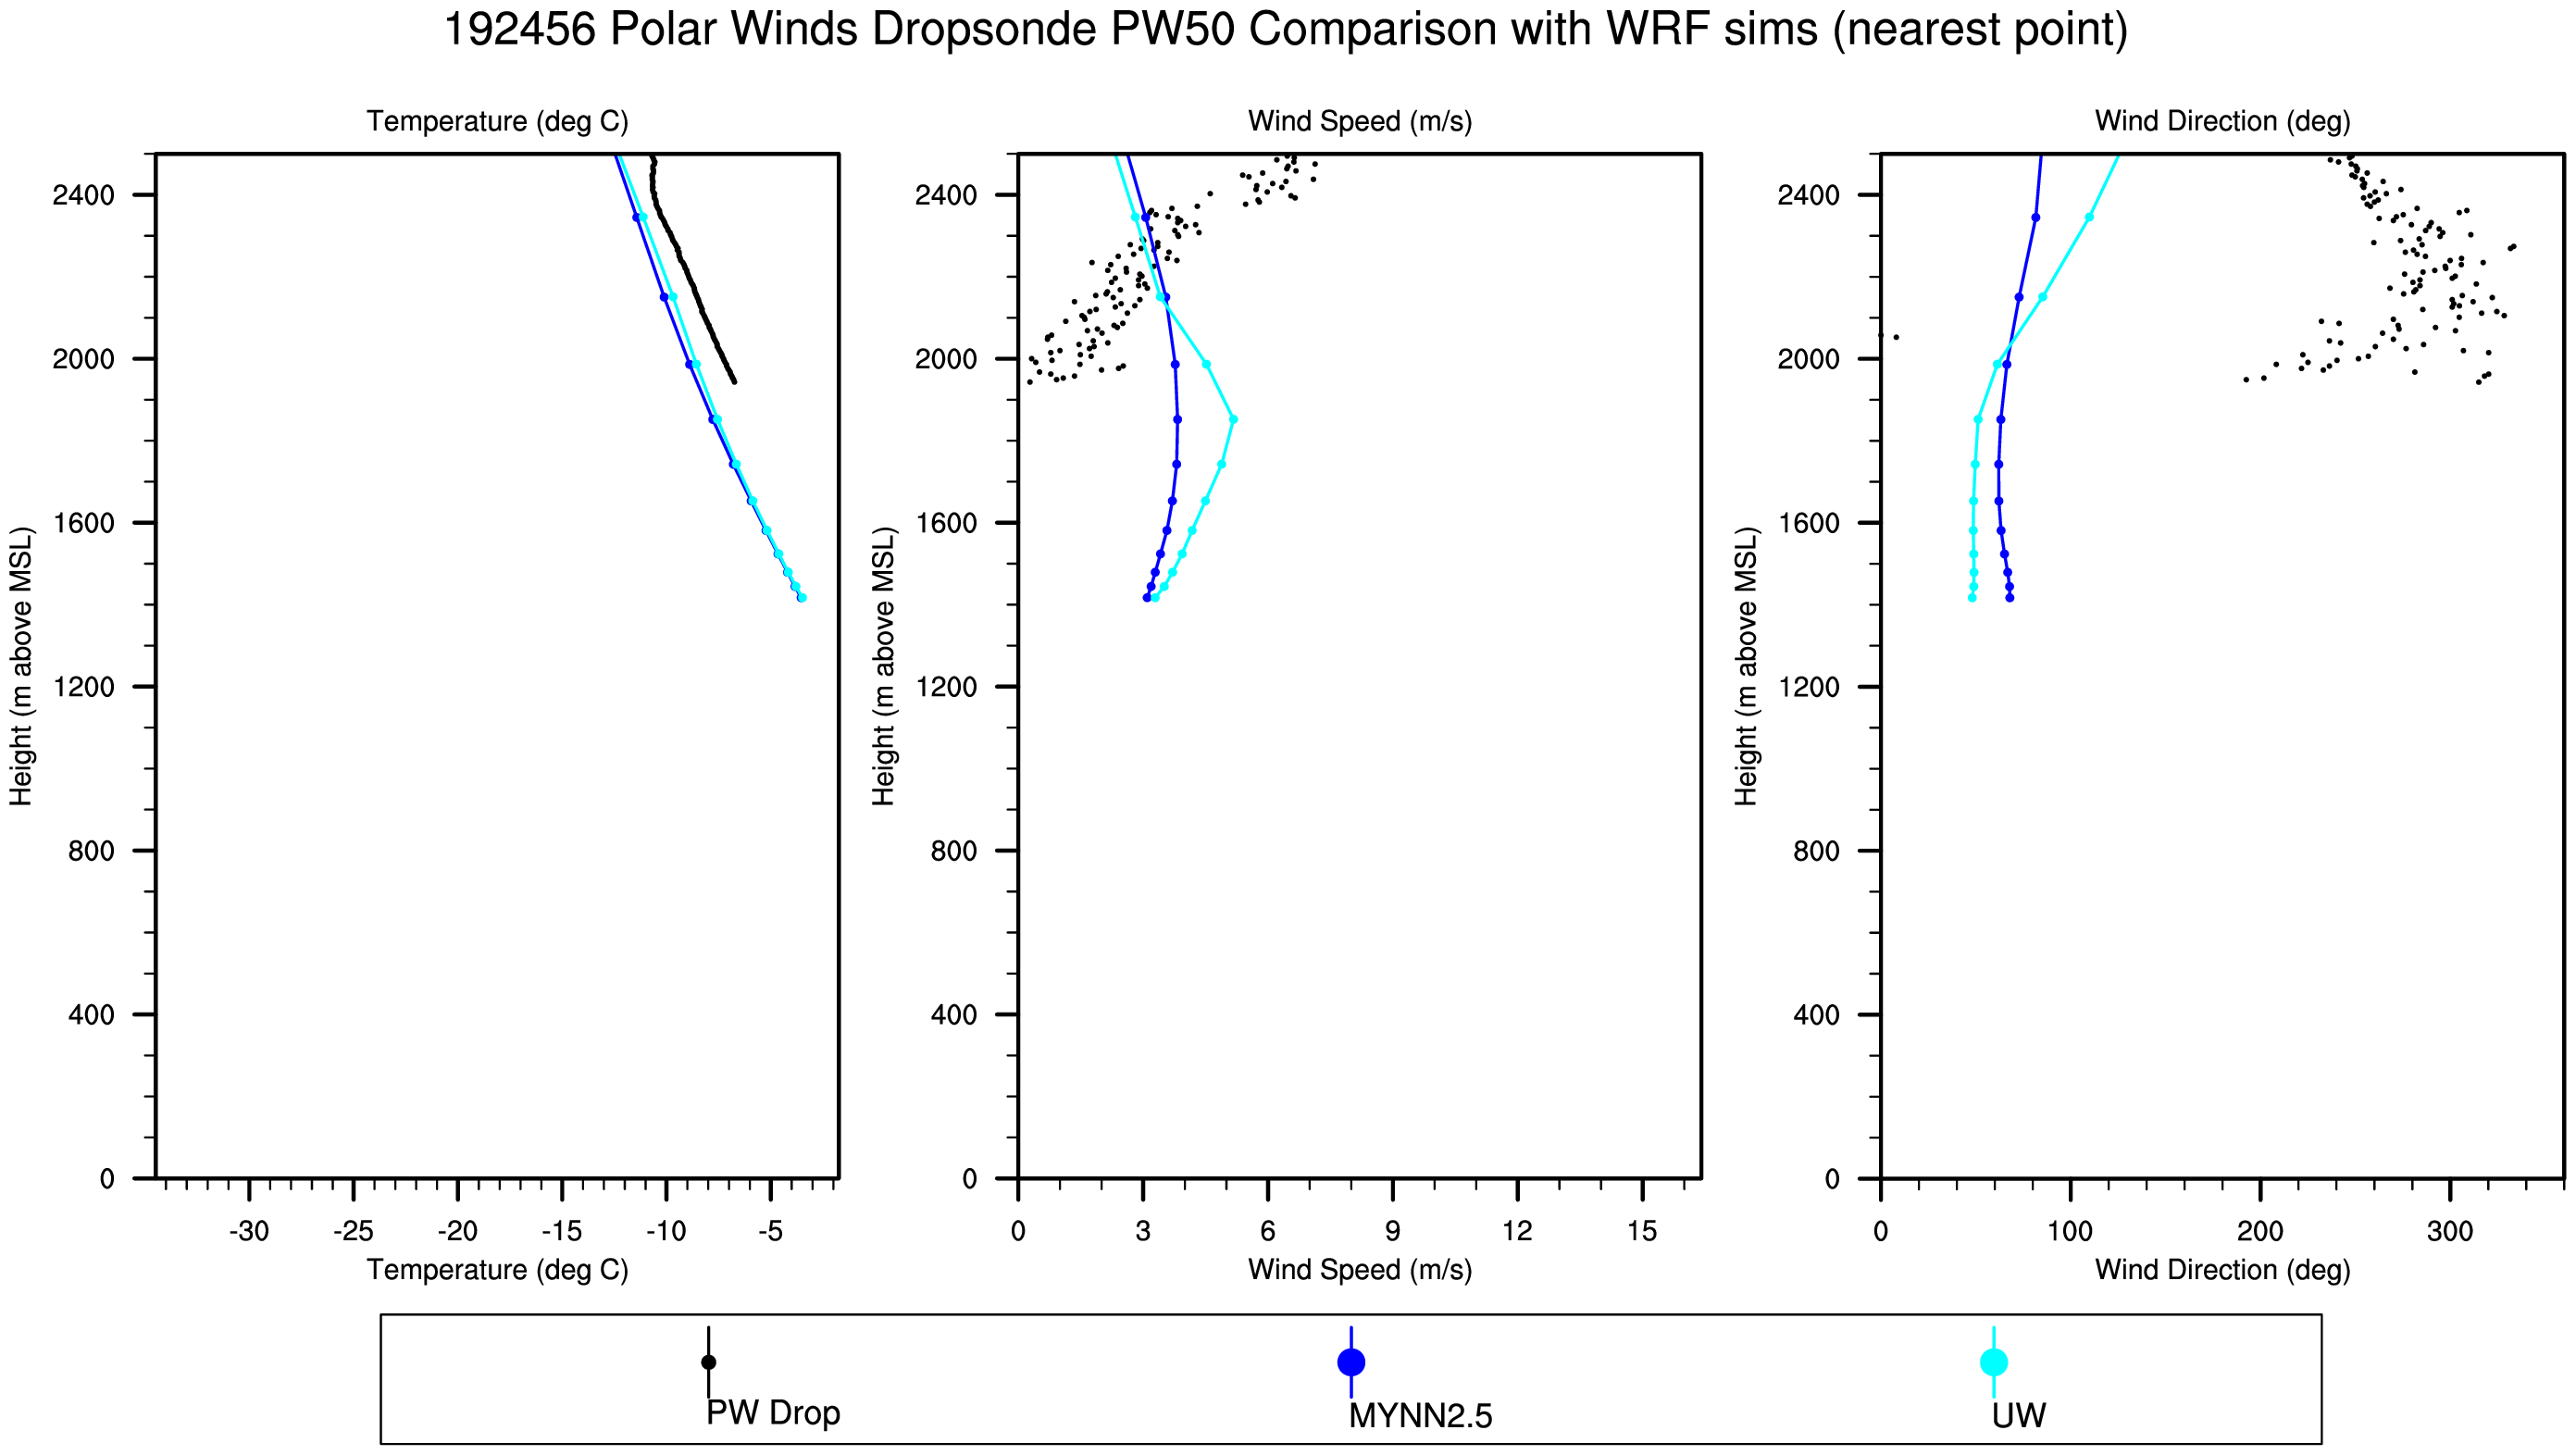 192456 Polar Winds Dropsonde PW50 Comparison with WRF sims (nearest point)
Temperature (deg C)
Wind Speed (m/s)
Wind Direction (deg)
Height (m above MSL)
2400
2000
1600
1200
800
400
0
-30 -25 -20 -15 -10 -5
Temperature (deg C)
Height (m above MSL)
2400
2000
1600
1200
800
400
0
0 3 6 9 12 15
Wind Speed (m/s)
Height (m above MSL)
2400
2000
1600
1200
800
400
0
0 100 200 300
Wind Direction (deg)
PW Drop
MYNN2.5
UW